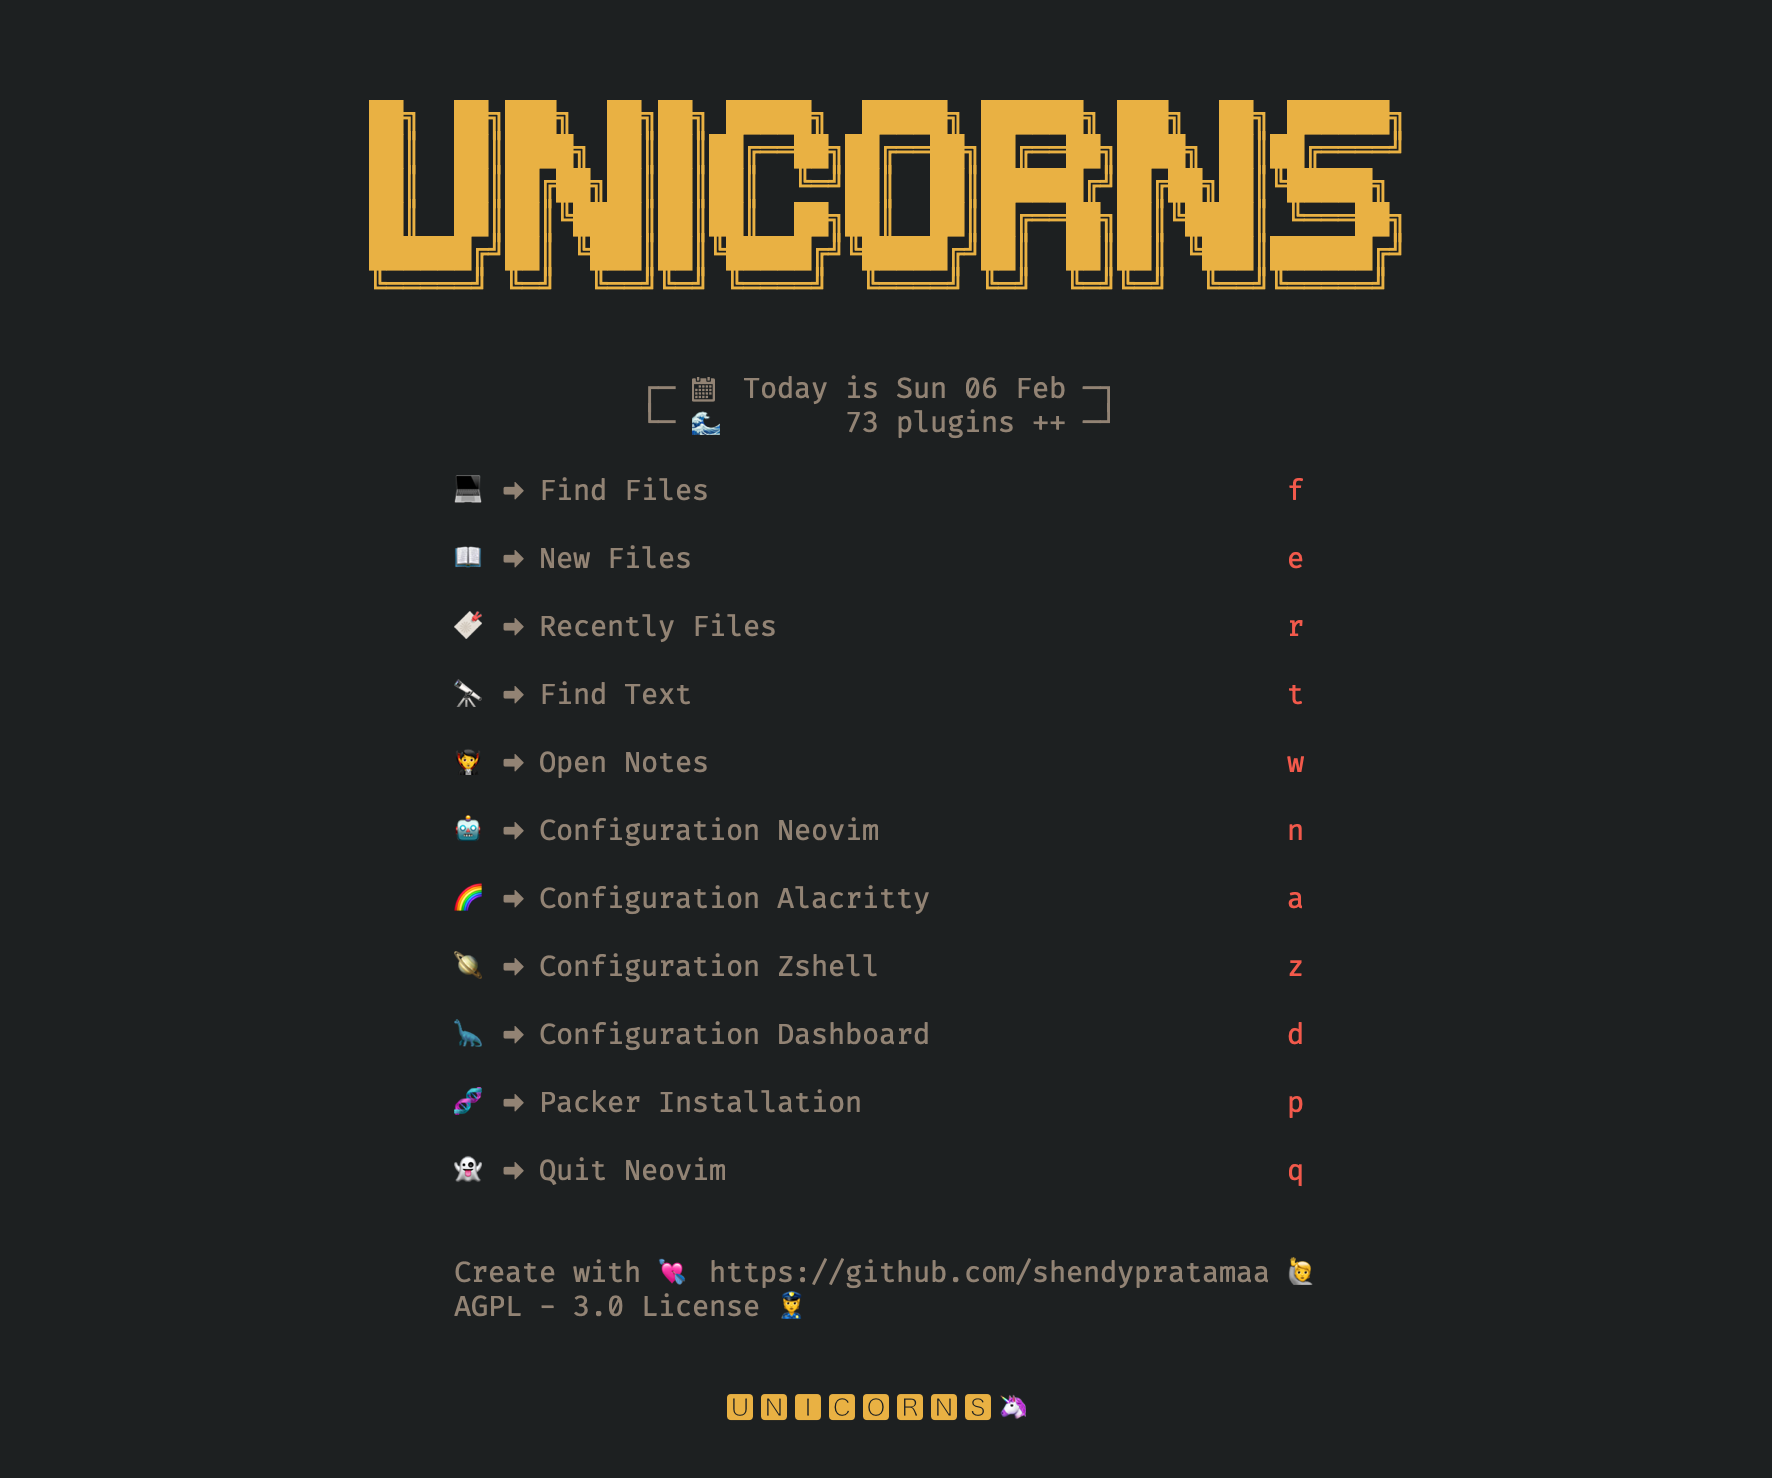 UNICORNS
Today is Sun 06 Feb
73 plugins ++
Find Files f
New Files e
Recently Files r
Find Text t
Open Notes w
Configuration Neovim n
Configuration Alacritty a
Configuration Zshell z
Configuration Dashboard d
Packer Installation p
Quit Neovim q
Create with 💘 https://github.com/shendypratamaa 🙋
AGPL - 3.0 License 👮
UNICORNS🦄